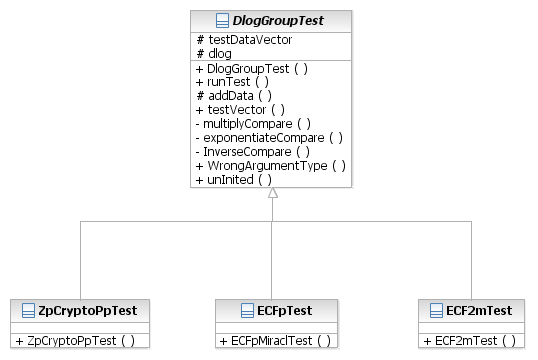 DlogGroupTest
# testDataVector
# dlog
+ DlogGroupTest ( )
+ runTest ( )
# addData ( )
+ testVector ( )
- multiplyCompare ( )
- exponentiateCompare ( )
- InverseCompare ( )
+ WrongArgumentType ( )
+ unInited ( )
ZpCryptoPpTest
+ ZpCryptoPpTest ( )
ECFpTest
+ ECFpMiraclTest ( )
ECF2mTest
+ ECF2mTest ( )